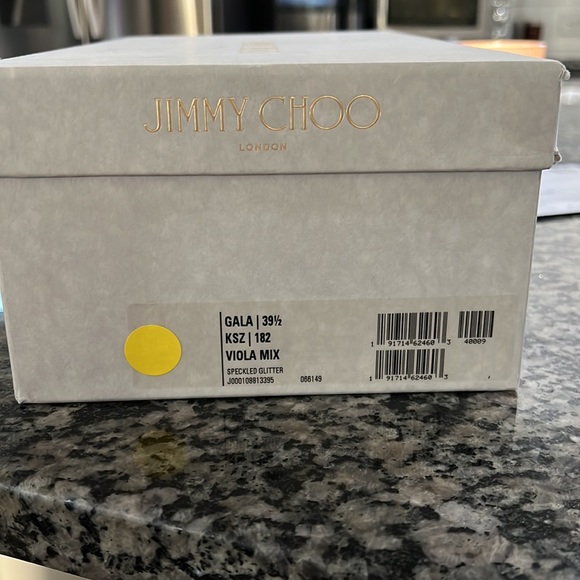 JIMMY CHOO
LONDON
GALA | 39½
KSZ | 182
VIOLA MIX
SPECKLED GLITTER
J000109813395 066149
1 91714 62460 3
40009
1 91714 62460 3